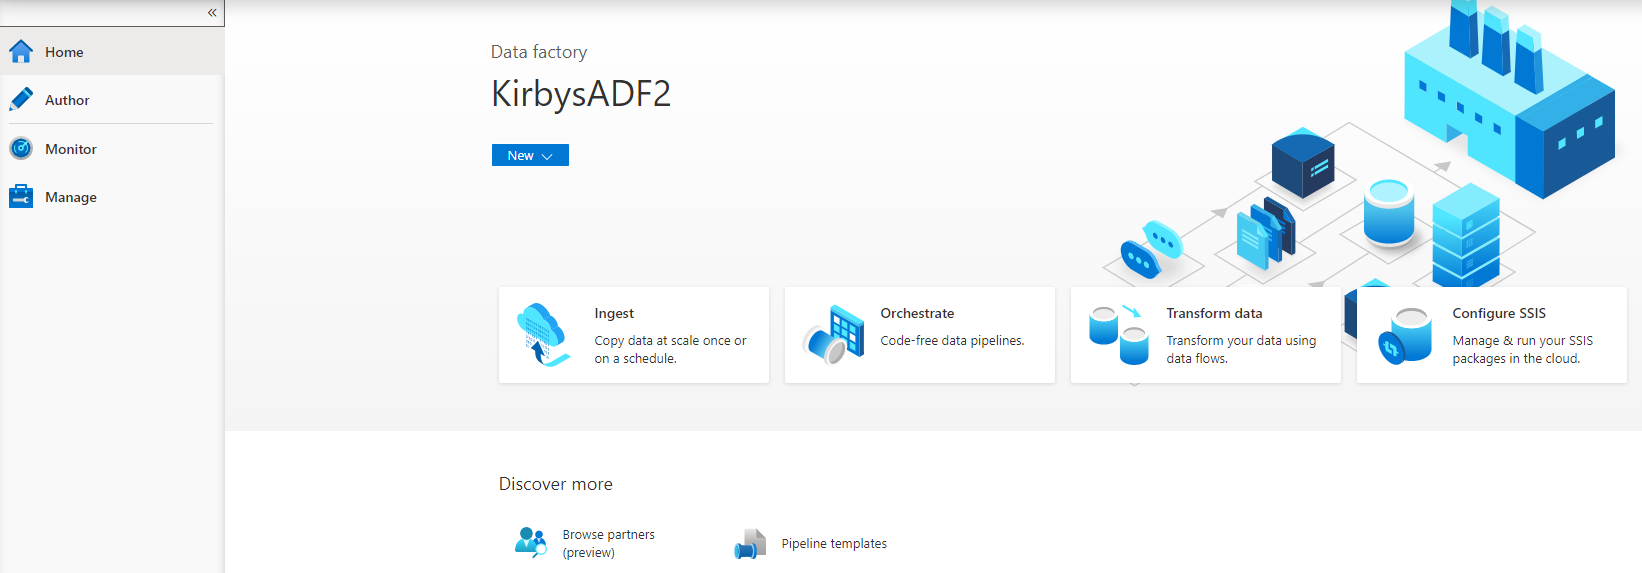 «
Home
Author
Monitor
Manage
Data factory
KirbysADF2
New
Ingest
Copy data at scale once or
on a schedule.
Orchestrate
Code-free data pipelines.
Transform data
Transform your data using
data flows.
Configure SSIS
Manage & run your SSIS
packages in the cloud.
Discover more
Browse partners
(preview)
Pipeline templates